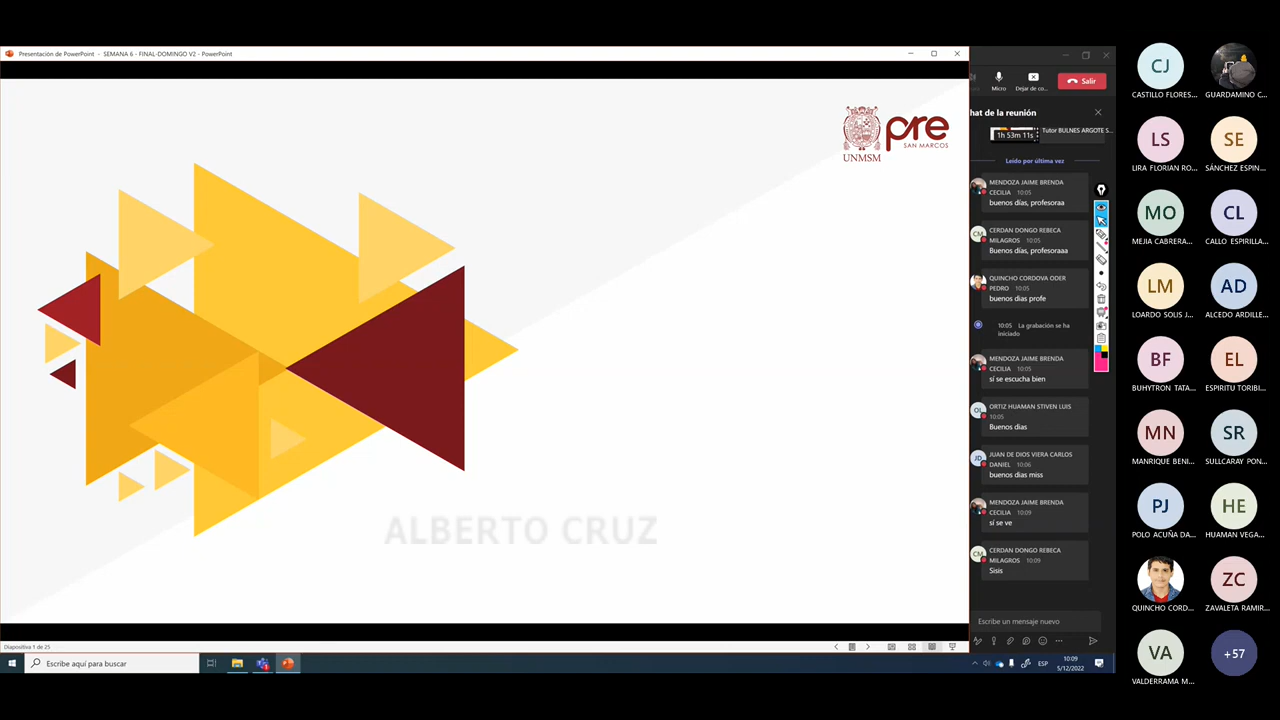 Presentación de PowerPoint - SEMANA 6 - FINAL-DOMINGO V2 - PowerPoint
pre
SAN MARCOS
UNMSM
ALBERTO CRUZ
Diapositiva 1 de 25
Escribe aquí para buscar
Micro
Dejar de co...
Salir
hat de la reunión
1h 53m 11s
Tutor BULNES ARGOTE S...
Leído por última vez
MENDOZA JAIME BRENDA
CECILIA 10:05
buenos días, profesoraa
CM
CERDAN DONGO REBECA
MILAGROS 10:05
Buenos días, profesoraaa
QUINCHO CORDOVA ODER
PEDRO 10:05
buenos dias profe
10:05 La grabación se ha
iniciado
MENDOZA JAIME BRENDA
CECILIA 10:05
sí se escucha bien
ORTIZ HUAMAN STIVEN LUIS
10:05
Buenos dias
JD
JUAN DE DIOS VIERA CARLOS
DANIEL 10:06
buenos días miss
MENDOZA JAIME BRENDA
CECILIA 10:09
sí se ve
CM
CERDAN DONGO REBECA
MILAGROS 10:09
Sisis
Escribe un mensaje nuevo
ESP
10:09
5/12/2022
CJ
CASTILLO FLORES...
GUARDAMINO C...
LS
LIRA FLORIAN RO...
SE
SÁNCHEZ ESPIN...
MO
MEJIA CABRERA...
CL
CALLO ESPIRILLA...
LM
LOARDO SOLIS J...
AD
ALCEDO ARDILLE...
BF
BUHYTRON TATA...
EL
ESPIRITU TORIBI...
MN
MANRIQUE BENI...
SR
SULLCARAY PON...
PJ
POLO ACUÑA DA...
HE
HUAMAN VEGA...
QUINCHO CORD...
ZC
ZAVALETA RAMIR...
VA
VALDERRAMA M...
+57